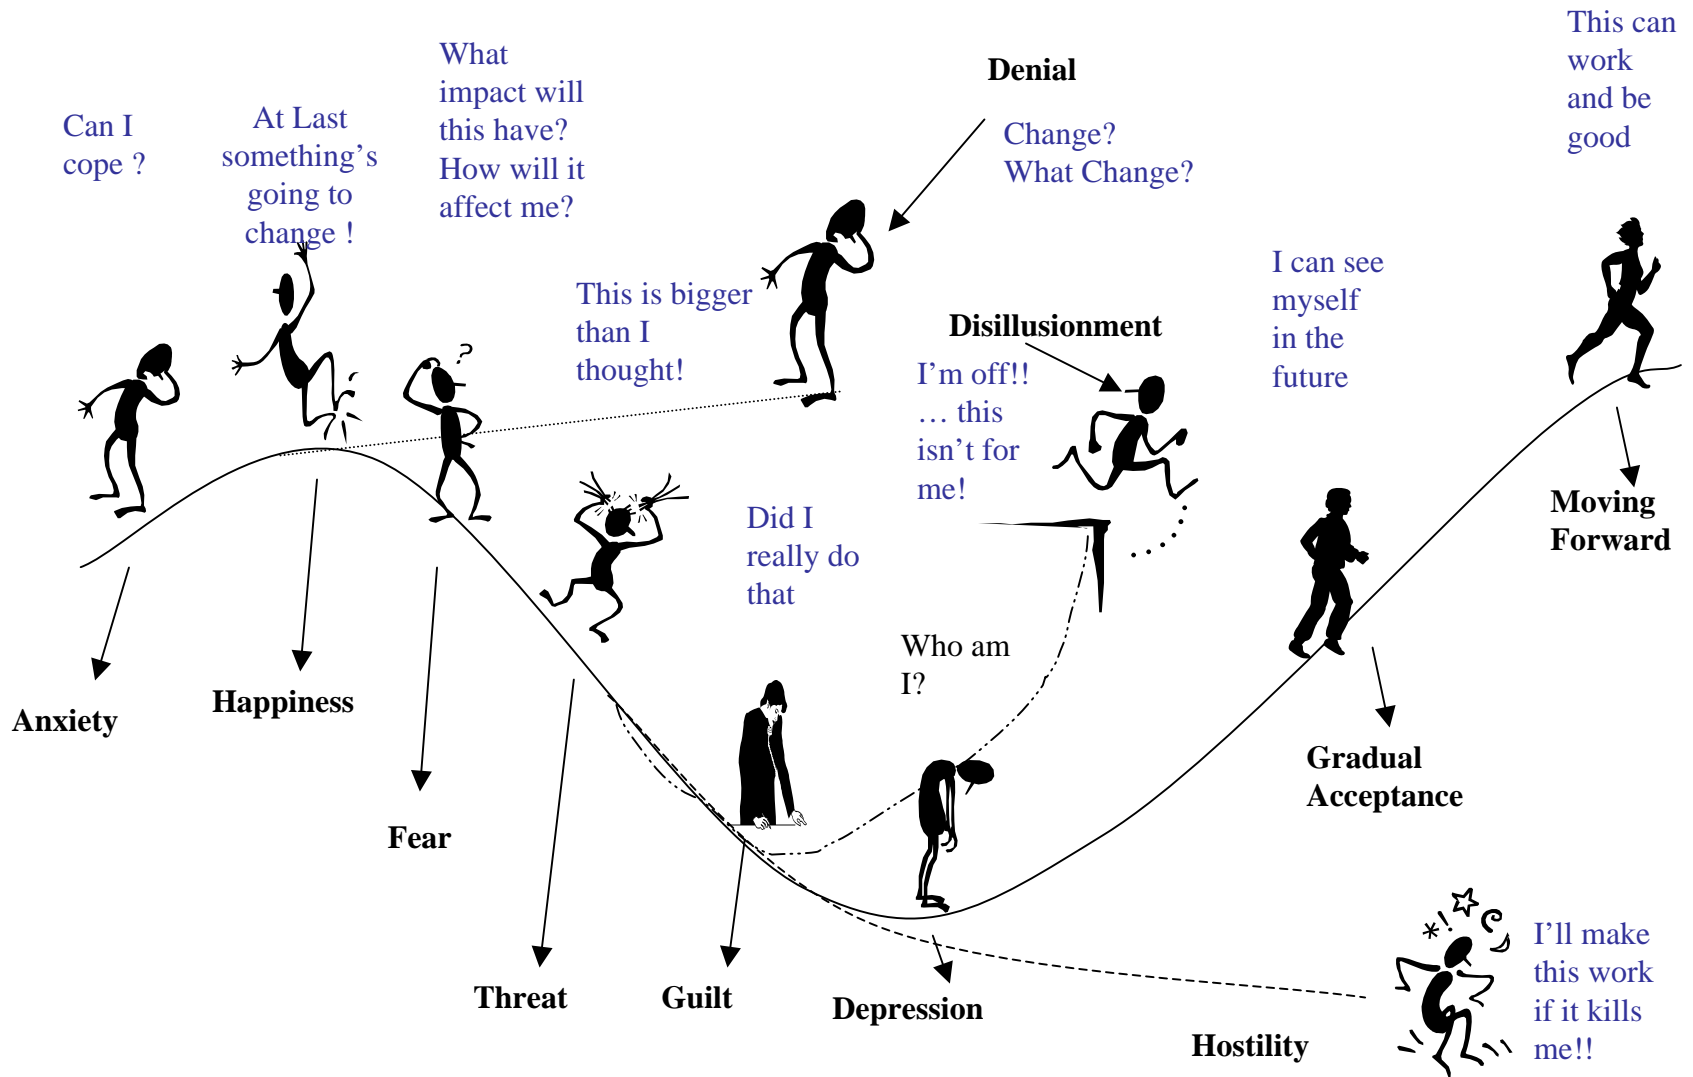 Can I
cope ?
At Last
something's
going to
change !
What
impact will
this have?
How will it
affect me?
Denial
Change?
What Change?
This can
work
and be
good
This is bigger
than I
thought!
?
Disillusionment
I'm off!!
… this
isn't for
me!
I can see
myself
in the
future
Did I
really do
that
Who am
I?
Moving
Forward
Anxiety
Happiness
Fear
Threat
Guilt
Depression
Gradual
Acceptance
Hostility
*!
I'll make
this work
if it kills
me!!